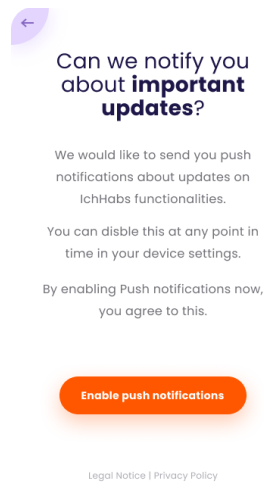 Can we notify you
about important
updates?
We would like to send you push
notifications about updates on
IchHabs functionalities.
You can disble this at any point in
time in your device settings.
By enabling Push notifications now,
you agree to this.
Enable push notifications
Legal Notice | Privacy Policy